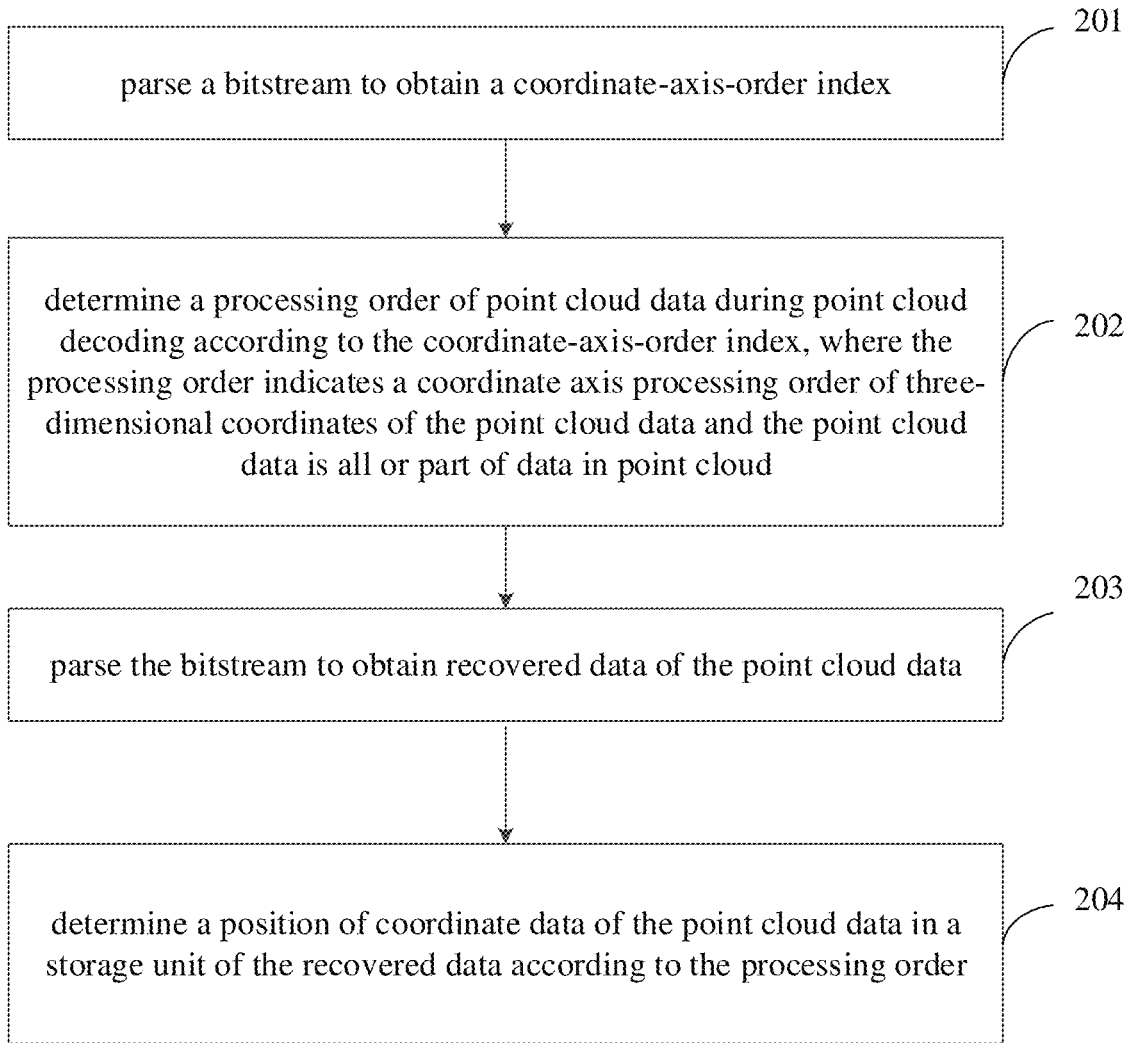 201
parse a bitstream to obtain a coordinate-axis-order index
determine a processing order of point cloud data during point cloud
decoding according to the coordinate-axis-order index, where the
processing order indicates a coordinate axis processing order of three-
dimensional coordinates of the point cloud data and the point cloud
data is all or part of data in point cloud
202
203
parse the bitstream to obtain recovered data of the point cloud data
204
determine a position of coordinate data of the point cloud data in a
storage unit of the recovered data according to the processing order